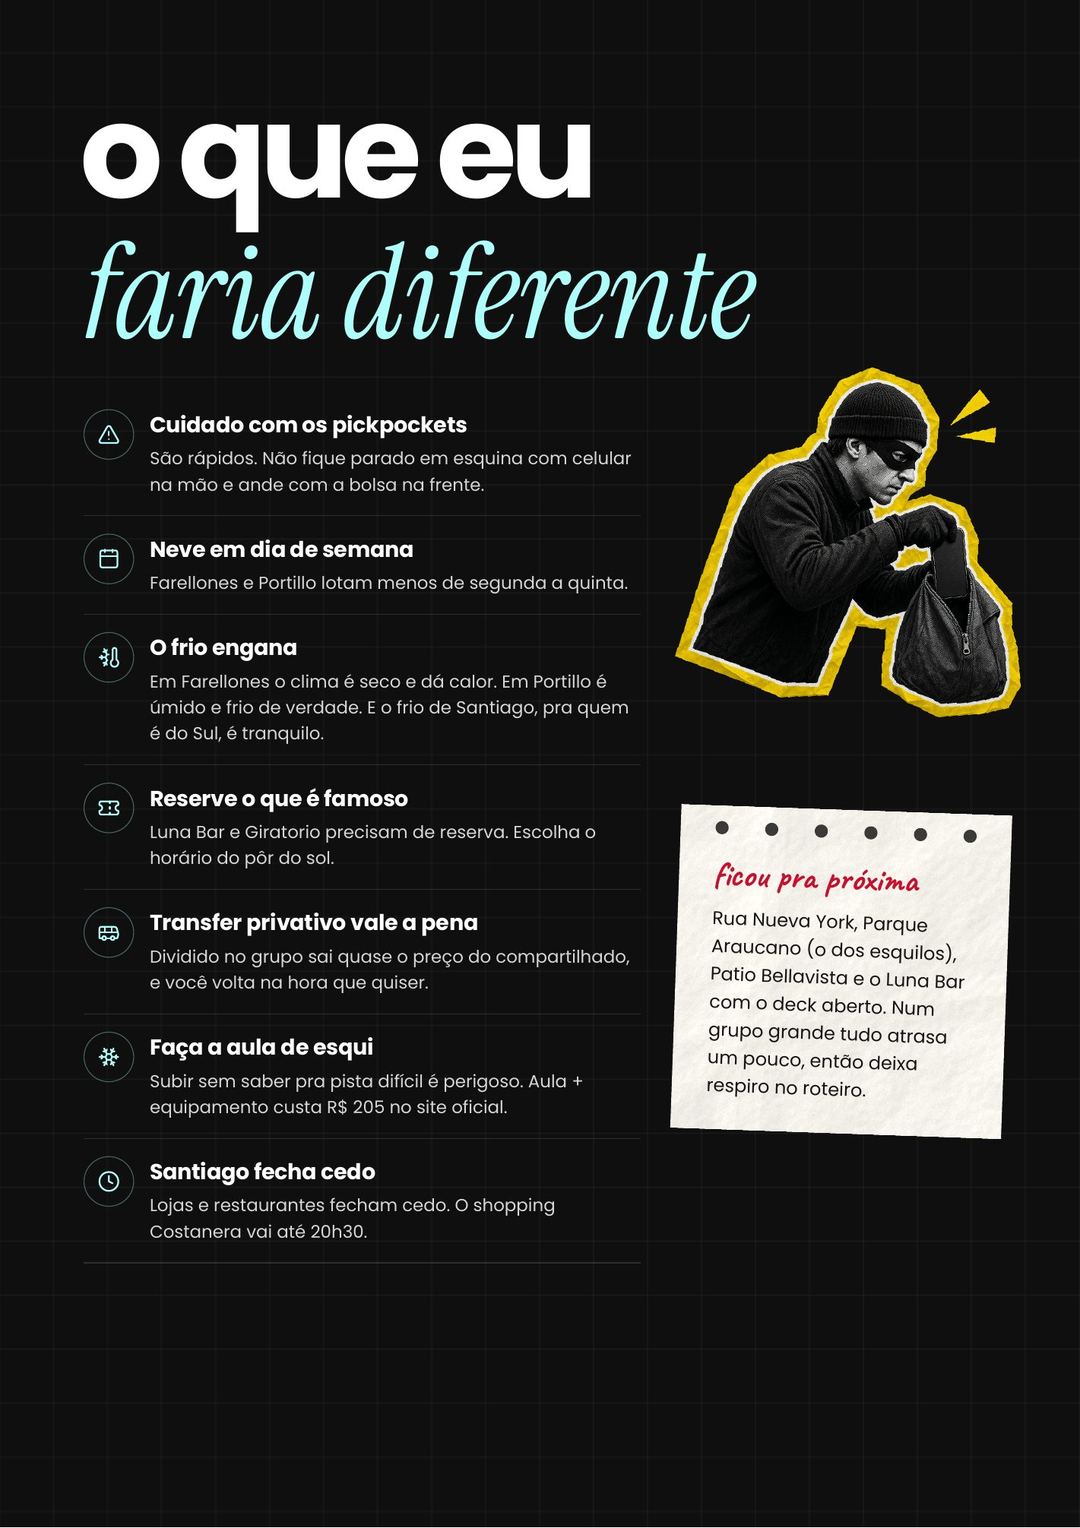 o que eu
faria diferente
Cuidado com os pickpockets
São rápidos. Não fique parado em esquina com celular
na mão e ande com a bolsa na frente.
Neve em dia de semana
Farellones e Portillo lotam menos de segunda a quinta.
O frio engana
Em Farellones o clima é seco e dá calor. Em Portillo é
úmido e frio de verdade. E o frio de Santiago, pra quem
é do Sul, é tranquilo.
Reserve o que é famoso
Luna Bar e Giratorio precisam de reserva. Escolha o
horário do pôr do sol.
Transfer privativo vale a pena
Dividido no grupo sai quase o preço do compartilhado,
e você volta na hora que quiser.
Faça a aula de esqui
Subir sem saber pra pista difícil é perigoso. Aula +
equipamento custa R$ 205 no site oficial.
Santiago fecha cedo
Lojas e restaurantes fecham cedo. O shopping
Costanera vai até 20h30.
ficou pra próxima
Rua Nueva York, Parque
Araucano (o dos esquilos),
Patio Bellavista e o Luna Bar
com o deck aberto. Num
grupo grande tudo atrasa
um pouco, então deixa
respiro no roteiro.